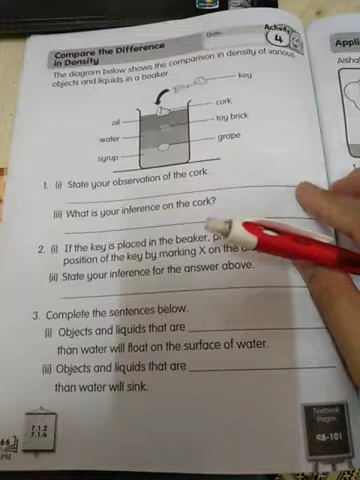 Compare the Difference
in Density
Date:
Activity
4
The diagram below shows the comparison in density of various
objects and liquids in a beaker.
key
cork
oil
toy brick
water
grape
syrup
1. (i) State your observation of the cork.
(ii) What is your inference on the cork?
2. (i) If the key is placed in the beaker,
position of the key by marking X on the
(ii) State your inference for the answer above.
3. Complete the sentences below.
(i) Objects and liquids that are
than water will float on the surface of water.
(ii) Objects and liquids that are
than water will sink.
7.1.2
7.1.4
66
Textbook
Pages
98-101
Appli
Aisha